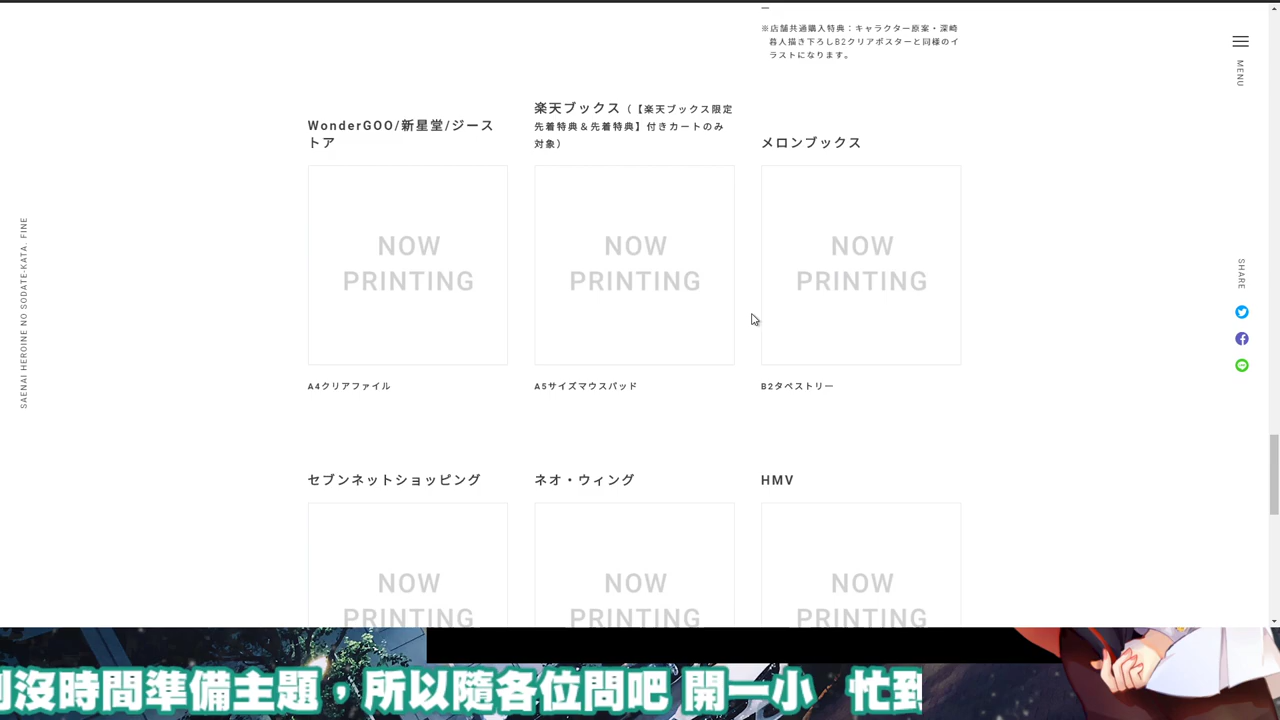 ※店舗共通購入特典：キャラクター原案・深崎
暮人描き下ろしB2クリアポスターと同様のイ
ラストになります。
MENU
WonderGOO/新星堂/ジース
トア
楽天ブックス（【楽天ブックス限定
先着特典＆先着特典】付きカートのみ
対象）
メロンブックス
NOW
PRINTING
NOW
PRINTING
NOW
PRINTING
A4クリアファイル
A5サイズマウスパッド
B2タペストリー
SAENAI HEROINE NO SODATE-KATA. FINE
SHARE
セブンネットショッピング
ネオ・ウィング
HMV
NOW
PRINTING
NOW
PRINTING
NOW
PRINTING
沒時間準備主題，所以隨各位問吧 開一小 忙到